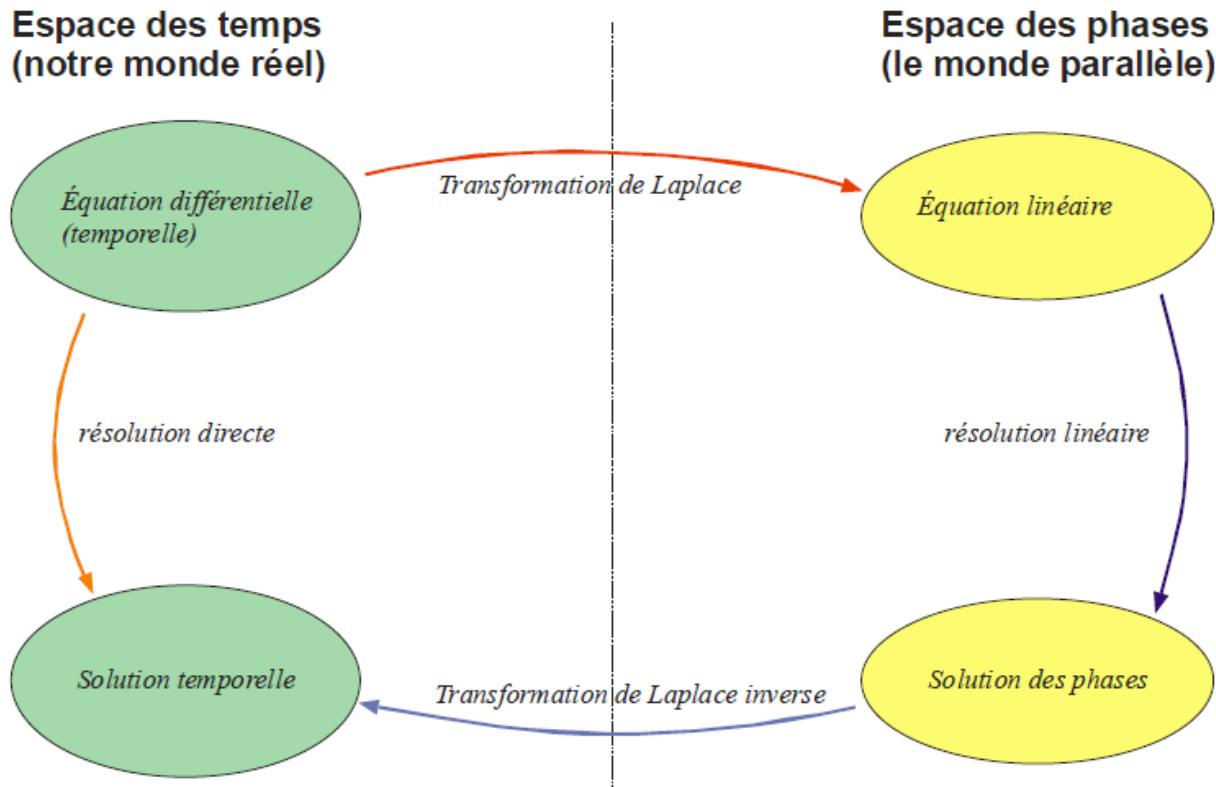 Espace des temps
(notre monde réel)
Espace des phases
(le monde parallèle)
Équation différentielle
(temporelle)
Transformation de Laplace
Équation linéaire
résolution directe
résolution linéaire
Solution temporelle
Transformation de Laplace inverse
Solution des phases